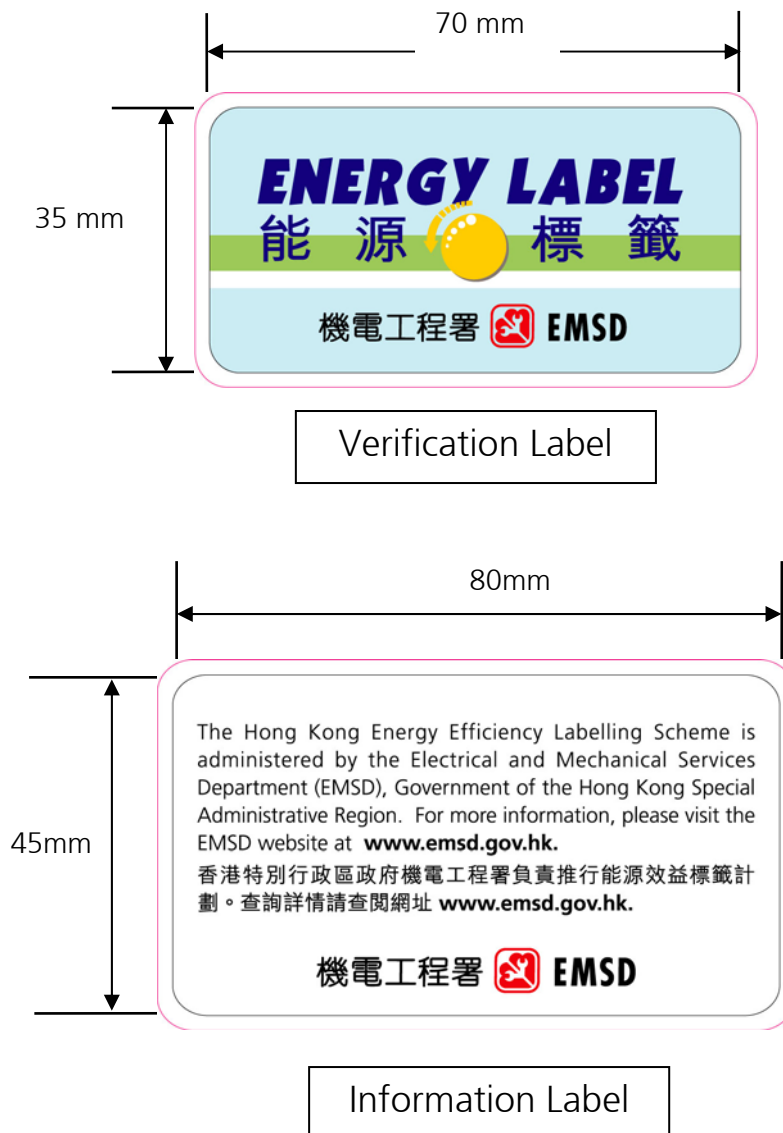 70 mm
35 mm
ENERGY LABEL
能源標籤
機電工程署 EMSD
Verification Label
80mm
45mm
The Hong Kong Energy Efficiency Labelling Scheme is
administered by the Electrical and Mechanical Services
Department (EMSD), Government of the Hong Kong Special
Administrative Region. For more information, please visit the
EMSD website at www.emsd.gov.hk.
香港特別行政區政府機電工程署負責推行能源效益標籤計
劃。查詢詳情請查閱網址 www.emsd.gov.hk.
機電工程署 EMSD
Information Label